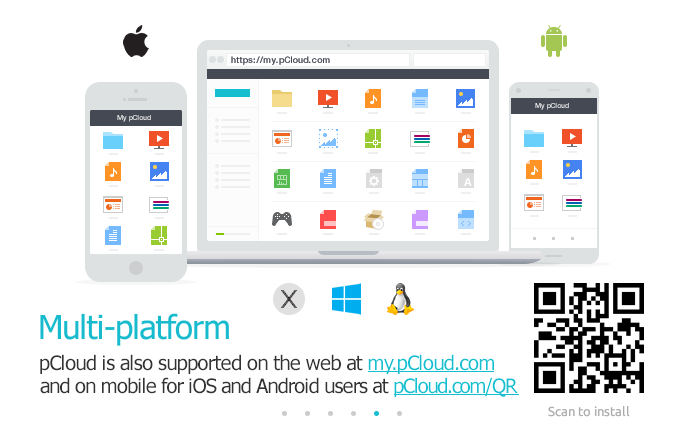 https://my.pCloud.com
My pCloud
My pCloud
A
X
Multi-platform
pCloud is also supported on the web at my.pCloud.com
and on mobile for iOS and Android users at pCloud.com/QR
Scan to install